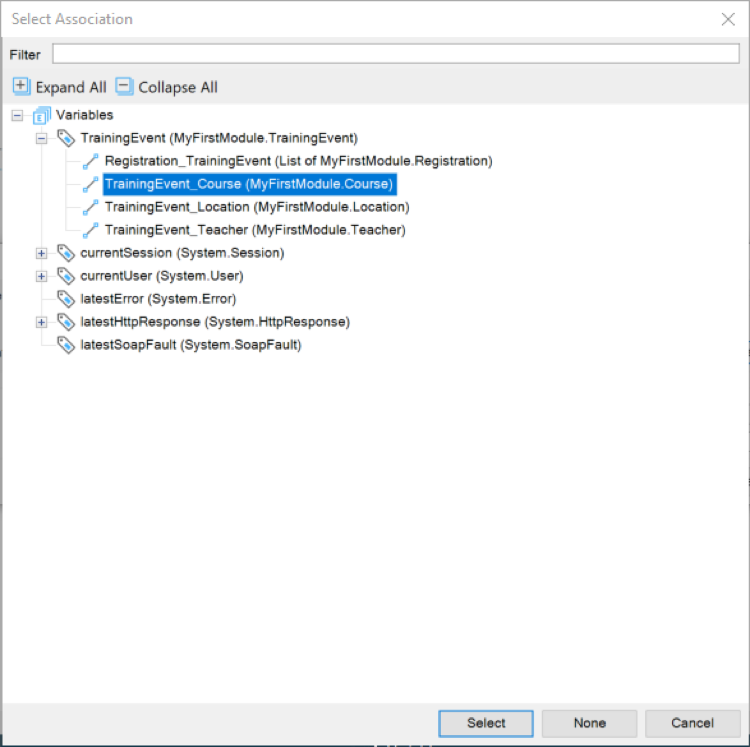 Select Association
Filter
Expand All Collapse All
Variables
TrainingEvent (MyFirstModule.TrainingEvent)
Registration_TrainingEvent (List of MyFirstModule.Registration)
TrainingEvent_Course (MyFirstModule.Course)
TrainingEvent_Location (MyFirstModule.Location)
TrainingEvent_Teacher (MyFirstModule.Teacher)
currentSession (System.Session)
currentUser (System.User)
latestError (System.Error)
latestHttpResponse (System.HttpResponse)
latestSoapFault (System.SoapFault)
Select None Cancel